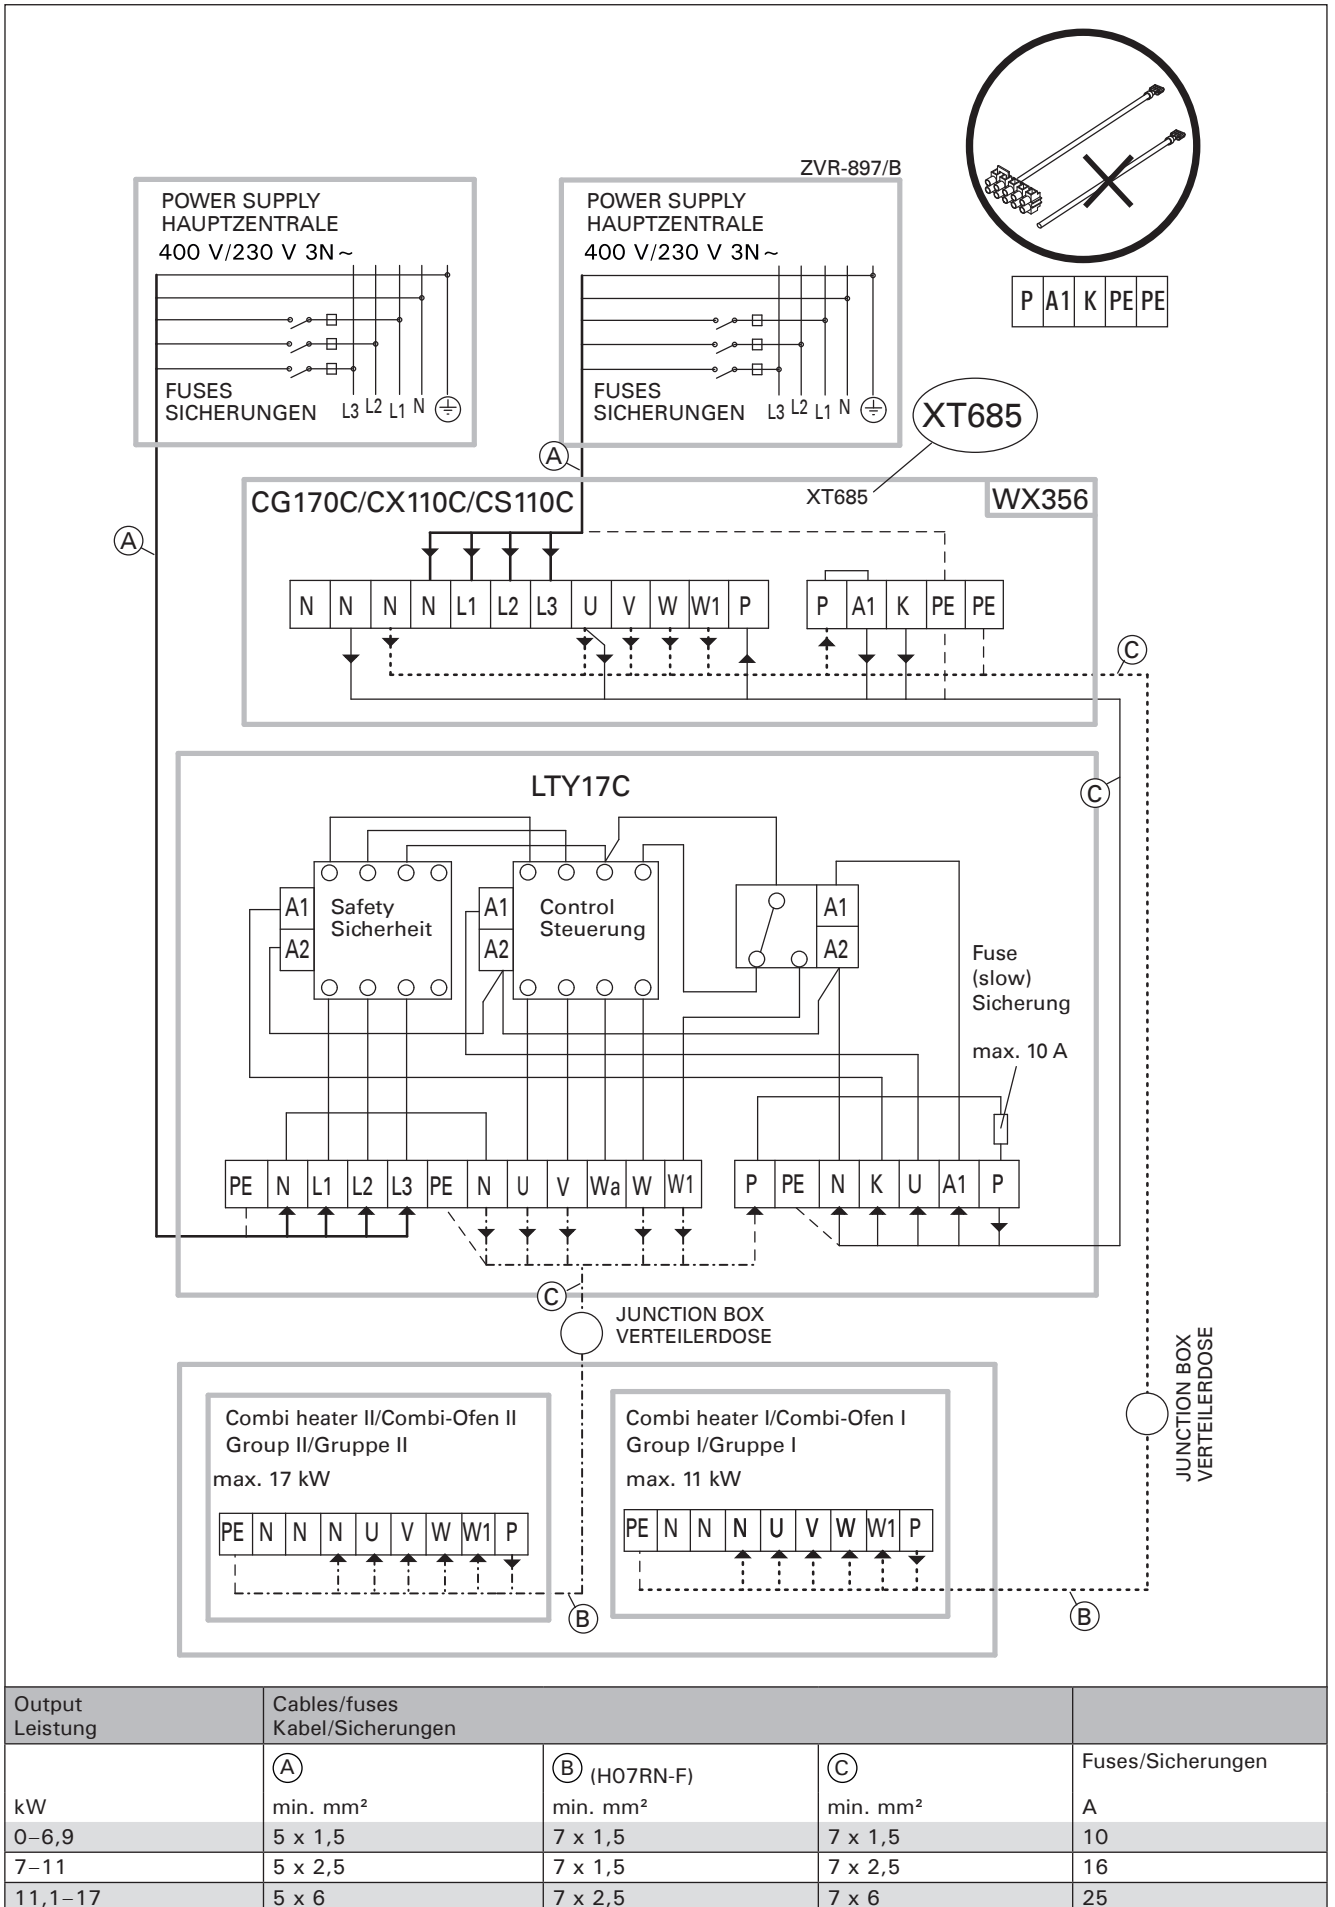 ZVR-897/B
POWER SUPPLY
HAUPTZENTRALE
400 V/230 V 3N~
FUSES
SICHERUNGEN
L3 L2 L1 N
POWER SUPPLY
HAUPTZENTRALE
400 V/230 V 3N~
FUSES
SICHERUNGEN
L3 L2 L1 N
P A1 K PE PE
XT685
A
A
CG170C/CX110C/CS110C
XT685
WX356
N N N N L1 L2 L3 U V W W1 P
P A1 K PE PE
C
LTY17C
C
A1
A2
Safety
Sicherheit
A1
A2
Control
Steuerung
A1
A2
Fuse
(slow)
Sicherung
max. 10 A
PE N L1 L2 L3 PE N U V Wa W W1
P PE N K U A1 P
C
JUNCTION BOX
VERTEILERDOSE
JUNCTION BOX
VERTEILERDOSE
Combi heater II/Combi-Ofen II
Group II/Gruppe II
max. 17 kW
PE N N N U V W W1 P
B
Combi heater I/Combi-Ofen I
Group I/Gruppe I
max. 11 kW
PE N N N U V W W1 P
B
Output
Leistung
Cables/fuses
Kabel/Sicherungen
A
B (H07RN-F)
C
Fuses/Sicherungen
kW min. mm² min. mm² min. mm² A
0–6,9 5 x 1,5 7 x 1,5 7 x 1,5 10
7–11 5 x 2,5 7 x 1,5 7 x 2,5 16
11,1–17 5 x 6 7 x 2,5 7 x 6 25